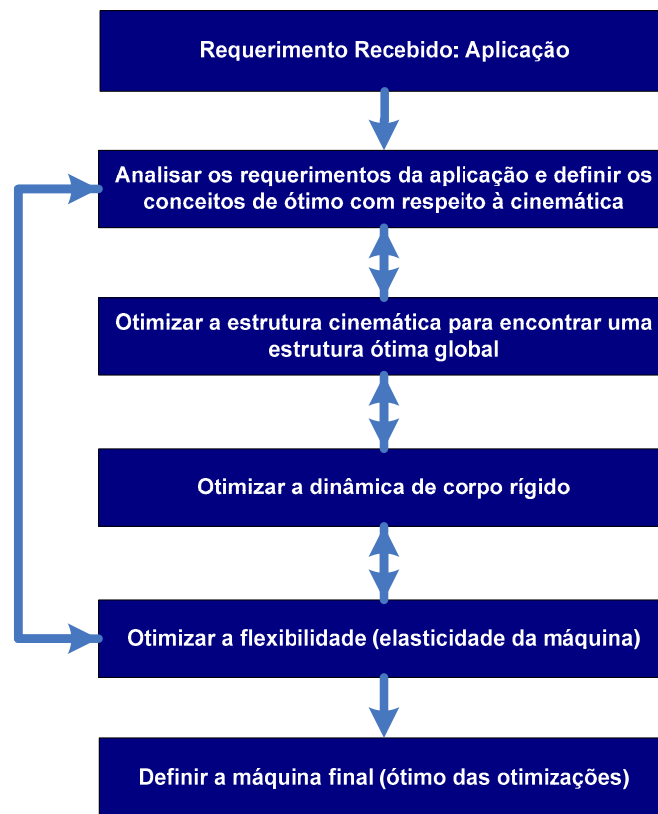 Requerimento Recebido: Aplicação
Analisar os requerimentos da aplicação e definir os
conceitos de ótimo com respeito à cinemática
Otimizar a estrutura cinemática para encontrar uma
estrutura ótima global
Otimizar a dinâmica de corpo rígido
Otimizar a flexibilidade (elasticidade da máquina)
Definir a máquina final (ótimo das otimizações)